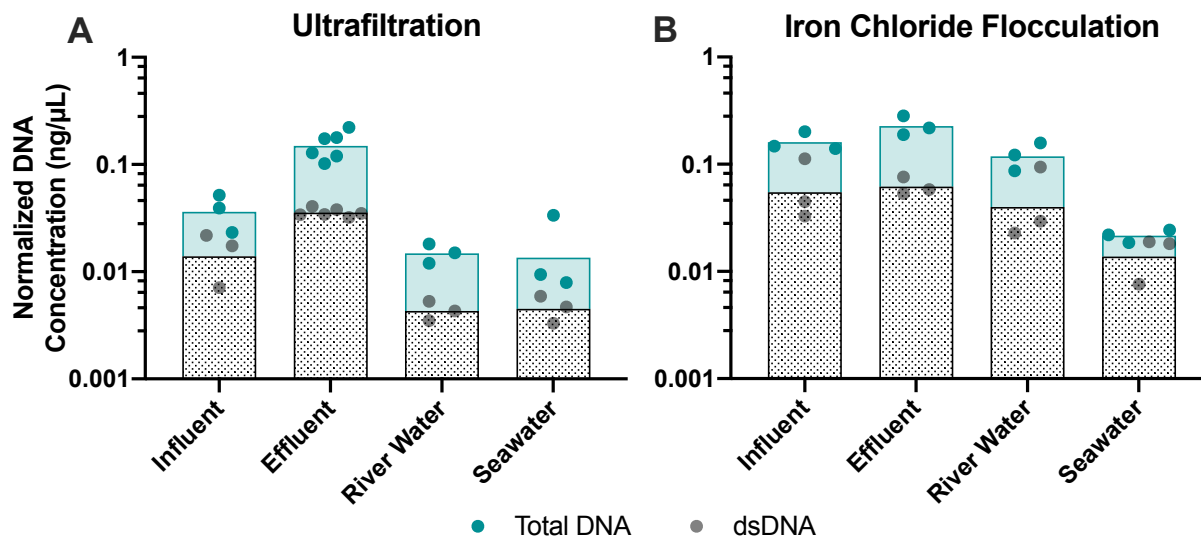 A
Ultrafiltration
Normalized DNA
Concentration (ng/µL)
1
0.1
0.01
0.001
Influent
Effluent
River Water
Seawater
B
Iron Chloride Flocculation
1
0.1
0.01
0.001
Influent
Effluent
River Water
Seawater
Total DNA
dsDNA